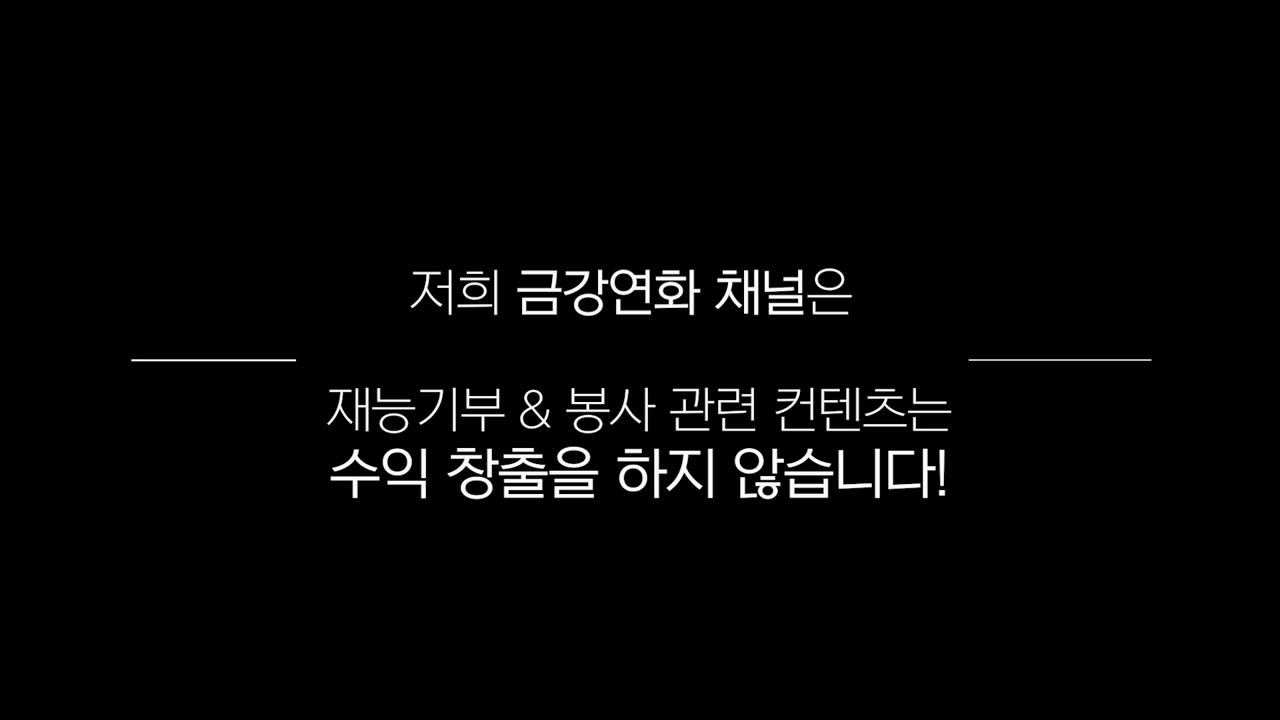 저희 금강연화 채널은
재능기부 & 봉사 관련 컨텐츠는
수익 창출을 하지 않습니다!